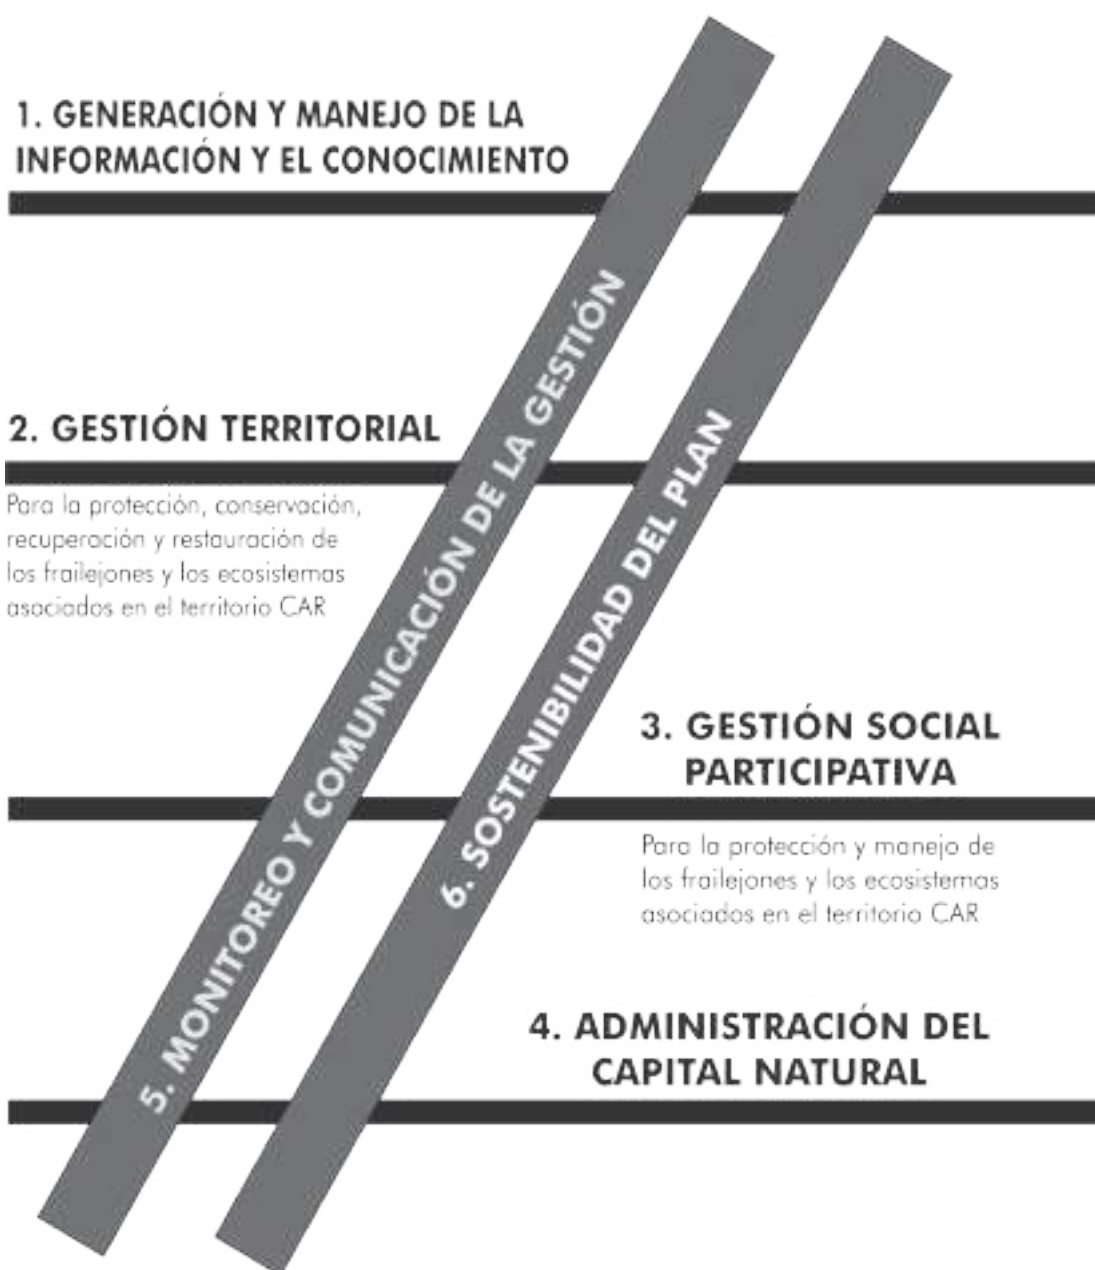 1. GENERACIÓN Y MANEJO DE LA
INFORMACIÓN Y EL CONOCIMIENTO
2. GESTIÓN TERRITORIAL
Para la protección, conservación,
recuperación y restauración de
los frailejones y los ecosistemas
asociados en el territorio CAR
3. GESTIÓN SOCIAL
PARTICIPATIVA
Para la protección y manejo de
los frailejones y los ecosistemas
asociados en el territorio CAR
4. ADMINISTRACIÓN DEL
CAPITAL NATURAL
5. MONITOREO Y COMUNICACIÓN DE LA GESTIÓN
6. SOSTENIBILIDAD DEL PLAN